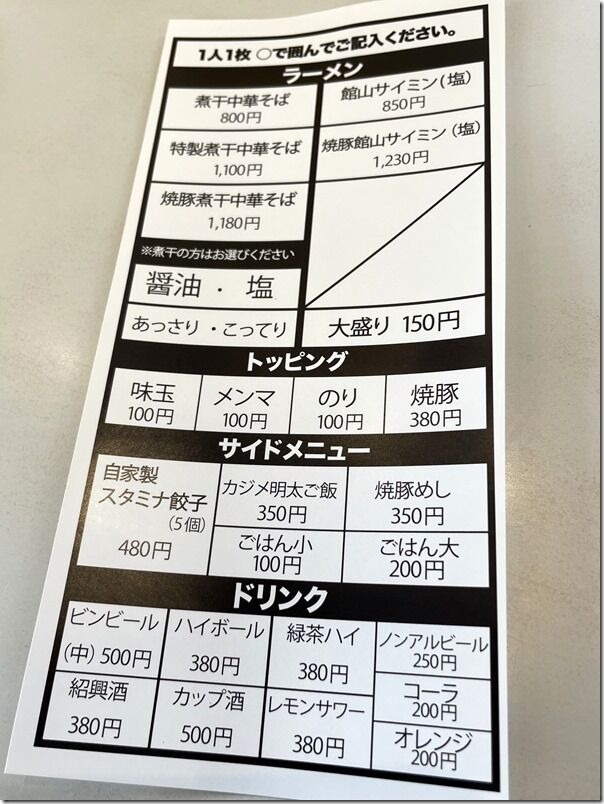 1人1枚 ○で囲んでご記入ください。
ラーメン
煮干中華そば
800円
館山サイミン(塩)
850円
特製煮干中華そば
1,100円
焼豚館山サイミン(塩)
1,230円
焼豚煮干中華そば
1,180円
※煮干の方はお選びください
醤油 ・ 塩
あっさり ・こってり
大盛り 150円
トッピング
味玉
100円
メンマ
100円
のり
100円
焼豚
380円
サイドメニュー
自家製
スタミナ餃子
(5個)
480円
カジメ明太ご飯
350円
焼豚めし
350円
ごはん小
100円
ごはん大
200円
ドリンク
ビンビール
(中)500円
ハイボール
380円
緑茶ハイ
380円
ノンアルビール
250円
コーラ
200円
紹興酒
380円
カップ酒
500円
レモンサワー
380円
オレンジ
200円